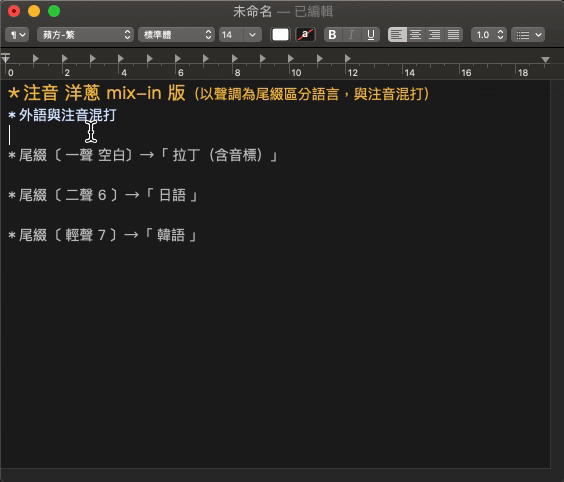 未命名 — 已編輯
¶ 蘋方-繁 標準體 14 a B I U 1.0
0 2 4 6 8 10 12 14 16 18
*注音 洋蔥 mix-in 版（以聲調為尾綴區分語言，與注音混打）
*外語與注音混打
*尾綴〔 一聲 空白〕→「 拉丁（含音標）」
*尾綴〔 二聲 6 〕→「 日語 」
*尾綴〔 輕聲 7 〕→「 韓語 」